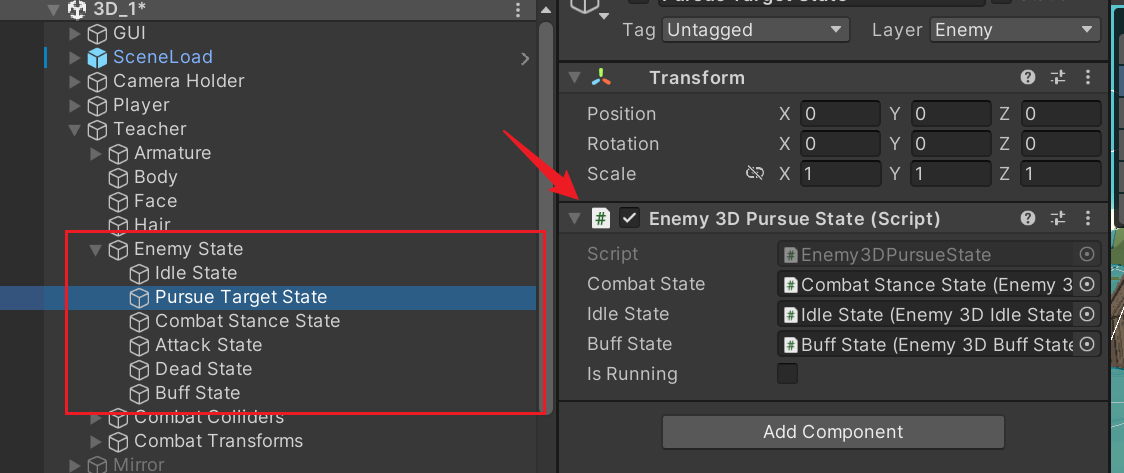 3D_1*
GUI
SceneLoad
Camera Holder
Player
Teacher
Armature
Body
Face
Hair
Enemy State
Idle State
Pursue Target State
Combat Stance State
Attack State
Dead State
Buff State
Combat Colliders
Combat Transforms
Mirror
Pursue Target State
Tag Untagged Layer Enemy
Transform
Position X 0 Y 0 Z 0
Rotation X 0 Y 0 Z 0
Scale X 1 Y 1 Z 1
# Enemy 3D Pursue State (Script)
Script # Enemy3DPursueState
Combat State # Combat Stance State (Enemy 3
Idle State # Idle State (Enemy 3D Idle State
Buff State # Buff State (Enemy 3D Buff State
Is Running
Add Component